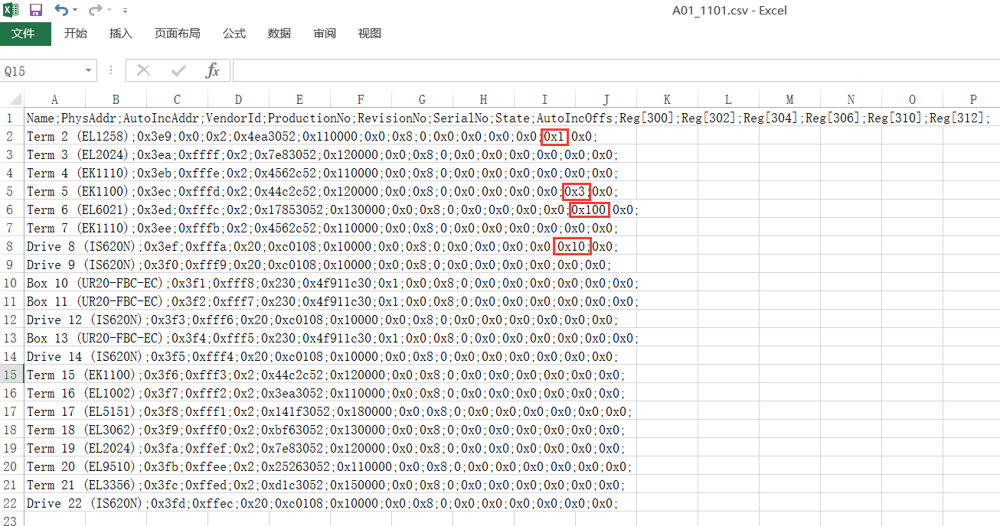 A01_1101.csv - Excel
文件 开始 插入 页面布局 公式 数据 审阅 视图
Q15 fx
A B C D E F G H I J K L M N O P
1 Name;PhysAddr;AutoIncAddr;VendorId;ProductionNo;RevisionNo;SerialNo;State;AutoIncOffs;Reg[300];Reg[302];Reg[304];Reg[306];Reg[310];Reg[312];
2 Term 2 (EL1258);0x3e9;0x0;0x2;0x4ea3052;0x110000;0x0;0x8;0;0x0;0x0;0x0;0x0;0x1;0x0;
3 Term 3 (EL2024);0x3ea;0xffff;0x2;0x7e83052;0x120000;0x0;0x8;0;0x0;0x0;0x0;0x0;0x0;0x0;
4 Term 4 (EK1110);0x3eb;0xfffe;0x2;0x4562c52;0x110000;0x0;0x8;0;0x0;0x0;0x0;0x0;0x0;0x0;
5 Term 5 (EK1100);0x3ec;0xfffd;0x2;0x44c2c52;0x120000;0x0;0x8;0;0x0;0x0;0x0;0x0;0x3;0x0;
6 Term 6 (EL6021);0x3ed;0xfffc;0x2;0x17853052;0x130000;0x0;0x8;0;0x0;0x0;0x0;0x0;0x100;0x0;
7 Term 7 (EK1110);0x3ee;0xfffb;0x2;0x4562c52;0x110000;0x0;0x8;0;0x0;0x0;0x0;0x0;0x0;0x0;
8 Drive 8 (IS620N);0x3ef;0xfffa;0x20;0xc0108;0x10000;0x0;0x8;0;0x0;0x0;0x0;0x0;0x10;0x0;
9 Drive 9 (IS620N);0x3f0;0xfff9;0x20;0xc0108;0x10000;0x0;0x8;0;0x0;0x0;0x0;0x0;0x0;0x0;
10 Box 10 (UR20-FBC-EC);0x3f1;0xfff8;0x230;0x4f911c30;0x1;0x0;0x8;0;0x0;0x0;0x0;0x0;0x0;0x0;
11 Box 11 (UR20-FBC-EC);0x3f2;0xfff7;0x230;0x4f911c30;0x1;0x0;0x8;0;0x0;0x0;0x0;0x0;0x0;0x0;
12 Drive 12 (IS620N);0x3f3;0xfff6;0x20;0xc0108;0x10000;0x0;0x8;0;0x0;0x0;0x0;0x0;0x0;0x0;
13 Box 13 (UR20-FBC-EC);0x3f4;0xfff5;0x230;0x4f911c30;0x1;0x0;0x8;0;0x0;0x0;0x0;0x0;0x0;0x0;
14 Drive 14 (IS620N);0x3f5;0xfff4;0x20;0xc0108;0x10000;0x0;0x8;0;0x0;0x0;0x0;0x0;0x0;0x0;
15 Term 15 (EK1100);0x3f6;0xfff3;0x2;0x44c2c52;0x120000;0x0;0x8;0;0x0;0x0;0x0;0x0;0x0;0x0;
16 Term 16 (EL1002);0x3f7;0xfff2;0x2;0x3ea3052;0x110000;0x0;0x8;0;0x0;0x0;0x0;0x0;0x0;0x0;
17 Term 17 (EL5151);0x3f8;0xfff1;0x2;0x141f3052;0x180000;0x0;0x8;0;0x0;0x0;0x0;0x0;0x0;0x0;
18 Term 18 (EL3062);0x3f9;0xfff0;0x2;0xbf63052;0x130000;0x0;0x8;0;0x0;0x0;0x0;0x0;0x0;0x0;
19 Term 19 (EL2024);0x3fa;0xffef;0x2;0x7e83052;0x120000;0x0;0x8;0;0x0;0x0;0x0;0x0;0x0;0x0;
20 Term 20 (EL9510);0x3fb;0xffee;0x2;0x25263052;0x110000;0x0;0x8;0;0x0;0x0;0x0;0x0;0x0;0x0;
21 Term 21 (EL3356);0x3fc;0xffed;0x2;0xd1c3052;0x150000;0x0;0x8;0;0x0;0x0;0x0;0x0;0x0;0x0;
22 Drive 22 (IS620N);0x3fd;0xffec;0x20;0xc0108;0x10000;0x0;0x8;0;0x0;0x0;0x0;0x0;0x0;0x0;
23